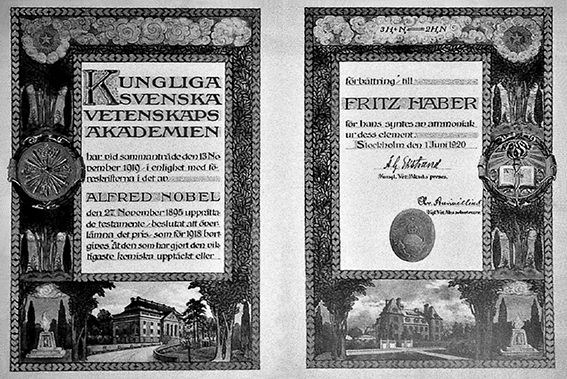 KUNGLIGA
SVENSKA
VETENSKAPS
AKADEMIEN
har vid sammanträde den 13 No
vember 1919 i enlighet med fö
reskrifterna i det av
ALFRED NOBEL
den 27 November 1895 upprätta
de testamente beslutat att över
lämna det pris som för 1918 bort
gives åt den som har gjort den vik
tigaste kemiska upptäckt eller
3H+N=2HN
förbättring till
FRITZ HABER
för hans syntes av ammoniak
ur dess element
Stockholm den 1 Juni 1920